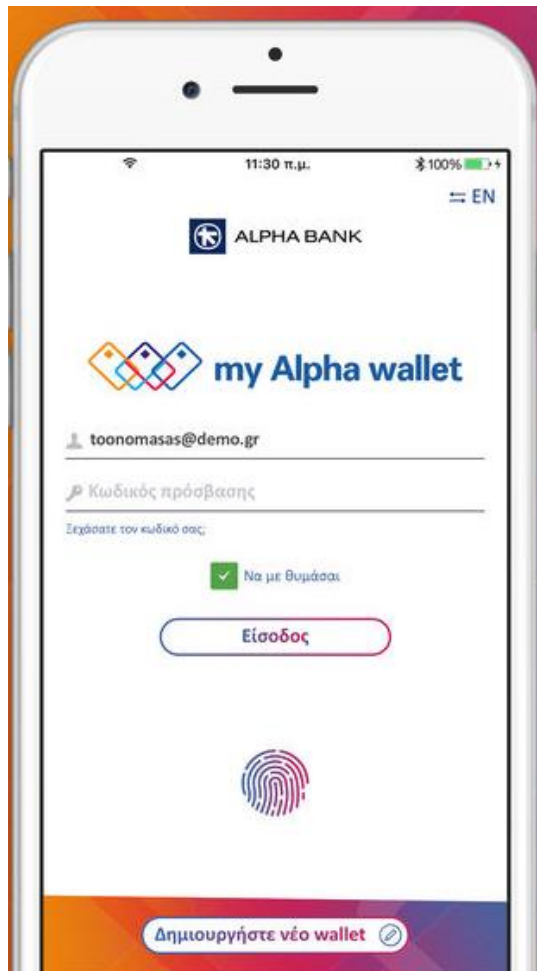 11:30 π.μ.
100%
EN
ALPHA BANK
my Alpha wallet
toonomasas@demo.gr
Κωδικός πρόσβασης
Ξεχάσατε τον κωδικό σας;
Να με θυμάσαι
Είσοδος
Δημιουργήστε νέο wallet